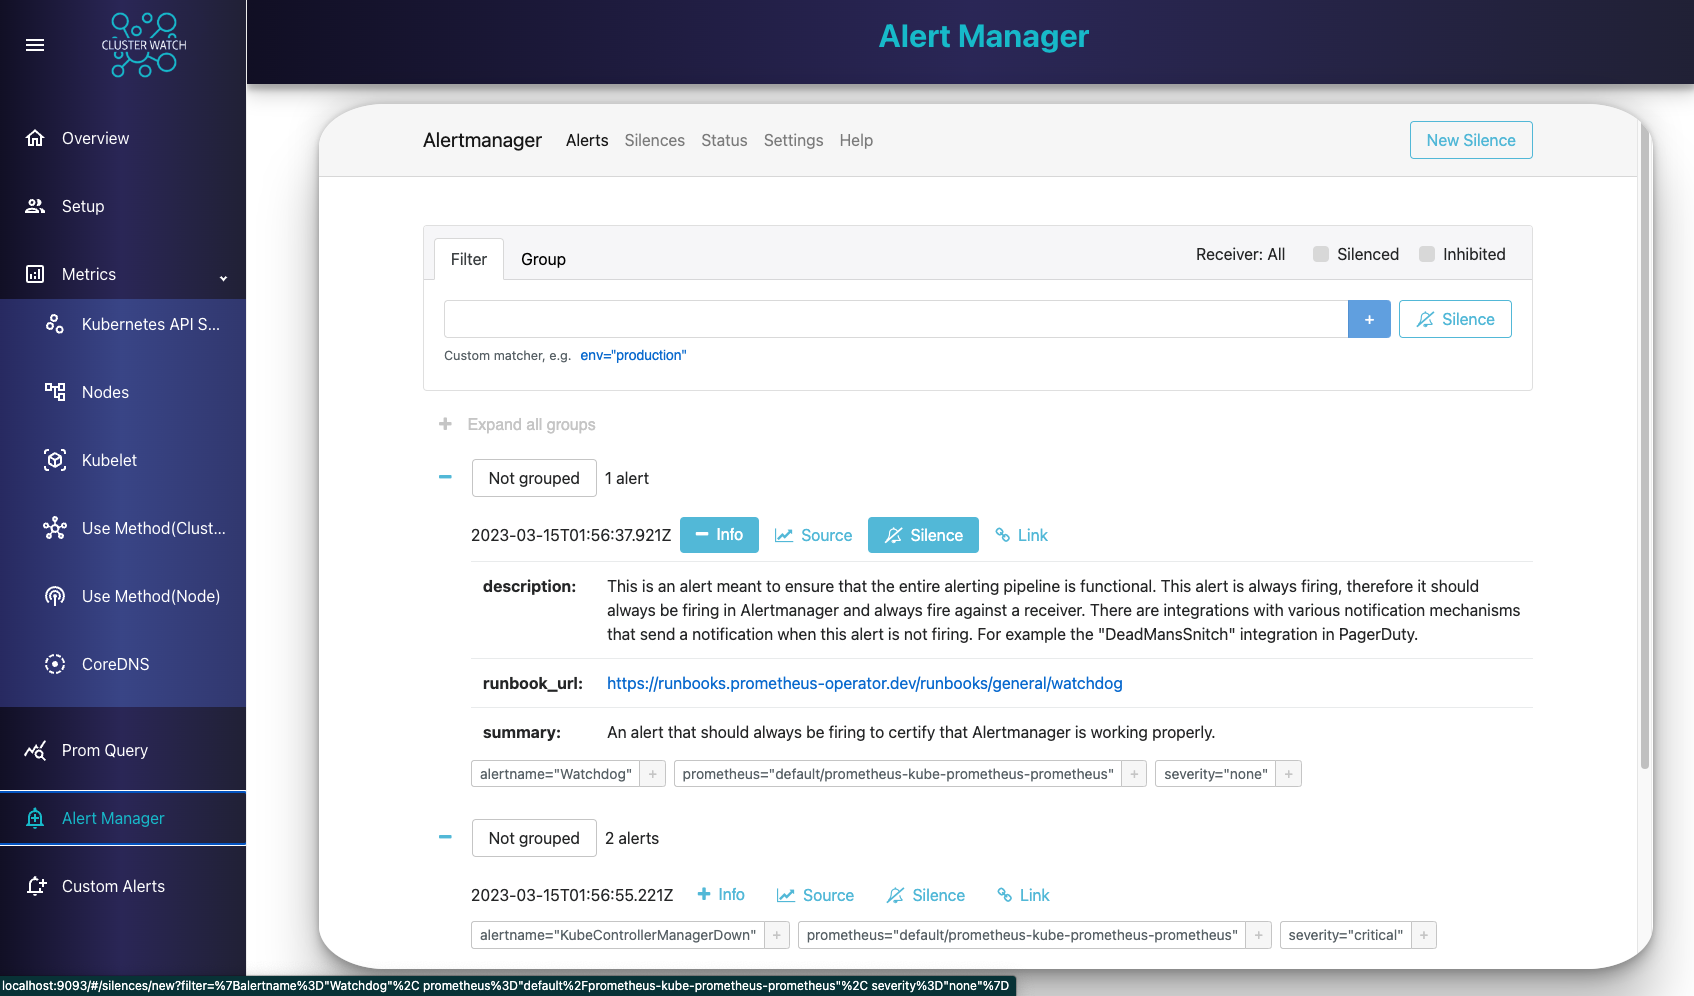 CLUSTER WATCH
Alert Manager
Overview
Setup
Metrics
Kubernetes API S...
Nodes
Kubelet
Use Method(Clust...
Use Method(Node)
CoreDNS
Prom Query
Alert Manager
Custom Alerts
Alertmanager Alerts Silences Status Settings Help New Silence
Filter Group Receiver: All Silenced Inhibited
+ Silence
Custom matcher, e.g. env="production"
+ Expand all groups
Not grouped 1 alert
2023-03-15T01:56:37.921Z Info Source Silence Link
description: This is an alert meant to ensure that the entire alerting pipeline is functional. This alert is always firing, therefore it should
always be firing in Alertmanager and always fire against a receiver. There are integrations with various notification mechanisms
that send a notification when this alert is not firing. For example the "DeadMansSnitch" integration in PagerDuty.
runbook_url: https://runbooks.prometheus-operator.dev/runbooks/general/watchdog
summary: An alert that should always be firing to certify that Alertmanager is working properly.
alertname="Watchdog" + prometheus="default/prometheus-kube-prometheus-prometheus" + severity="none" +
Not grouped 2 alerts
2023-03-15T01:56:55.221Z + Info Source Silence Link
alertname="KubeControllerManagerDown" + prometheus="default/prometheus-kube-prometheus-prometheus" + severity="critical" +
localhost:9093/#/silences/new?filter=%7Balertname%3D"Watchdog"%2C prometheus%3D"default%2Fprometheus-kube-prometheus-prometheus"%2C severity%3D"none"%7D